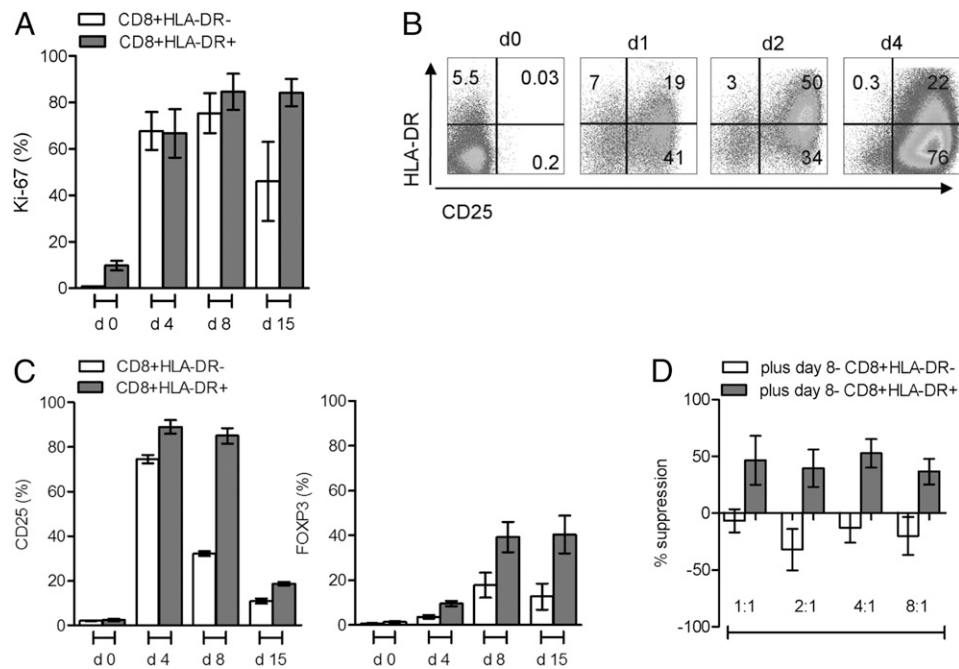 A
CD8+HLA-DR-
CD8+HLA-DR+
Ki-67 (%)
100
80
60
40
20
0
d 0
d 4
d 8
d 15
B
d0
d1
d2
d4
5.5
0.03
0.2
7
19
41
3
50
34
0.3
22
76
HLA-DR
CD25
C
CD8+HLA-DR-
CD8+HLA-DR+
CD25 (%)
100
80
60
40
20
0
d 0
d 4
d 8
d 15
FOXP3 (%)
100
80
60
40
20
0
d 0
d 4
d 8
d 15
D
plus day 8- CD8+HLA-DR-
plus day 8- CD8+HLA-DR+
% suppression
100
50
0
-50
-100
1:1
2:1
4:1
8:1